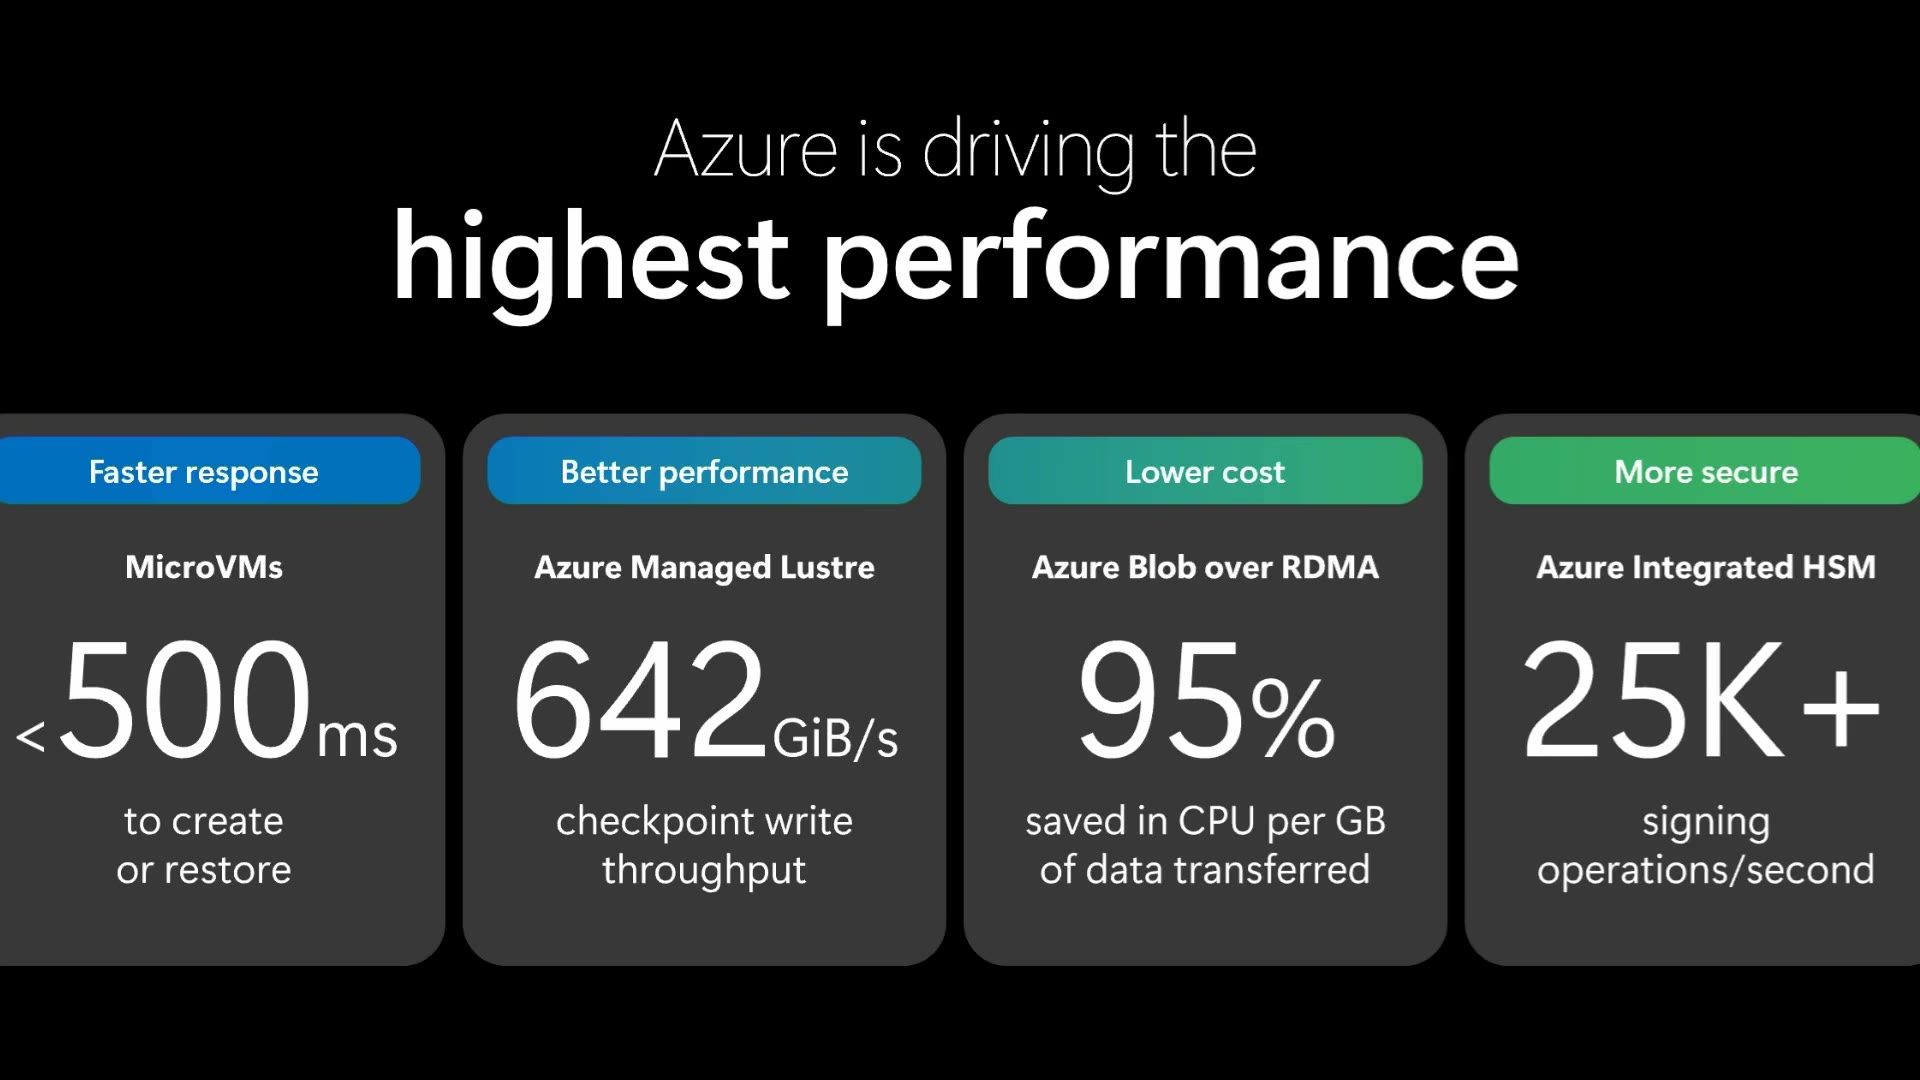 Azure is driving the
highest performance
Faster response
MicroVMs
<500ms
to create
or restore
Better performance
Azure Managed Lustre
642GiB/s
checkpoint write
throughput
Lower cost
Azure Blob over RDMA
95%
saved in CPU per GB
of data transferred
More secure
Azure Integrated HSM
25K+
signing
operations/second